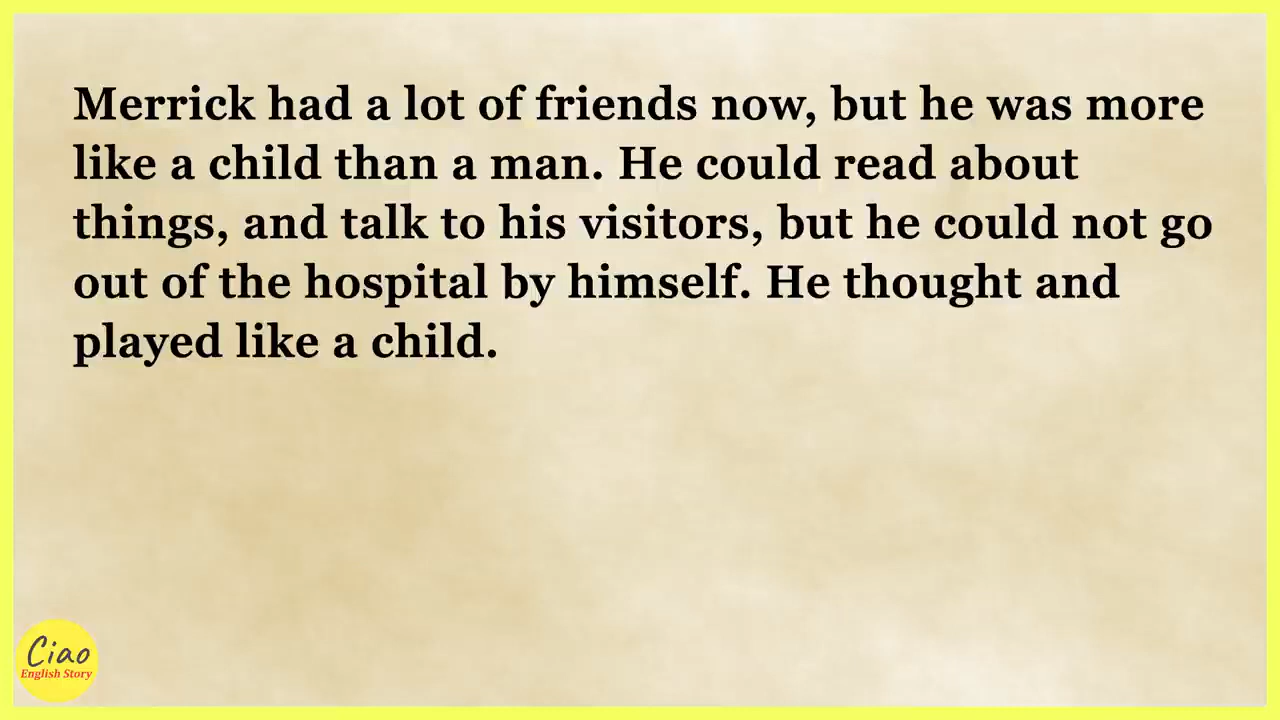 Merrick had a lot of friends now, but he was more
like a child than a man. He could read about
things, and talk to his visitors, but he could not go
out of the hospital by himself. He thought and
played like a child.
Ciao
English Story